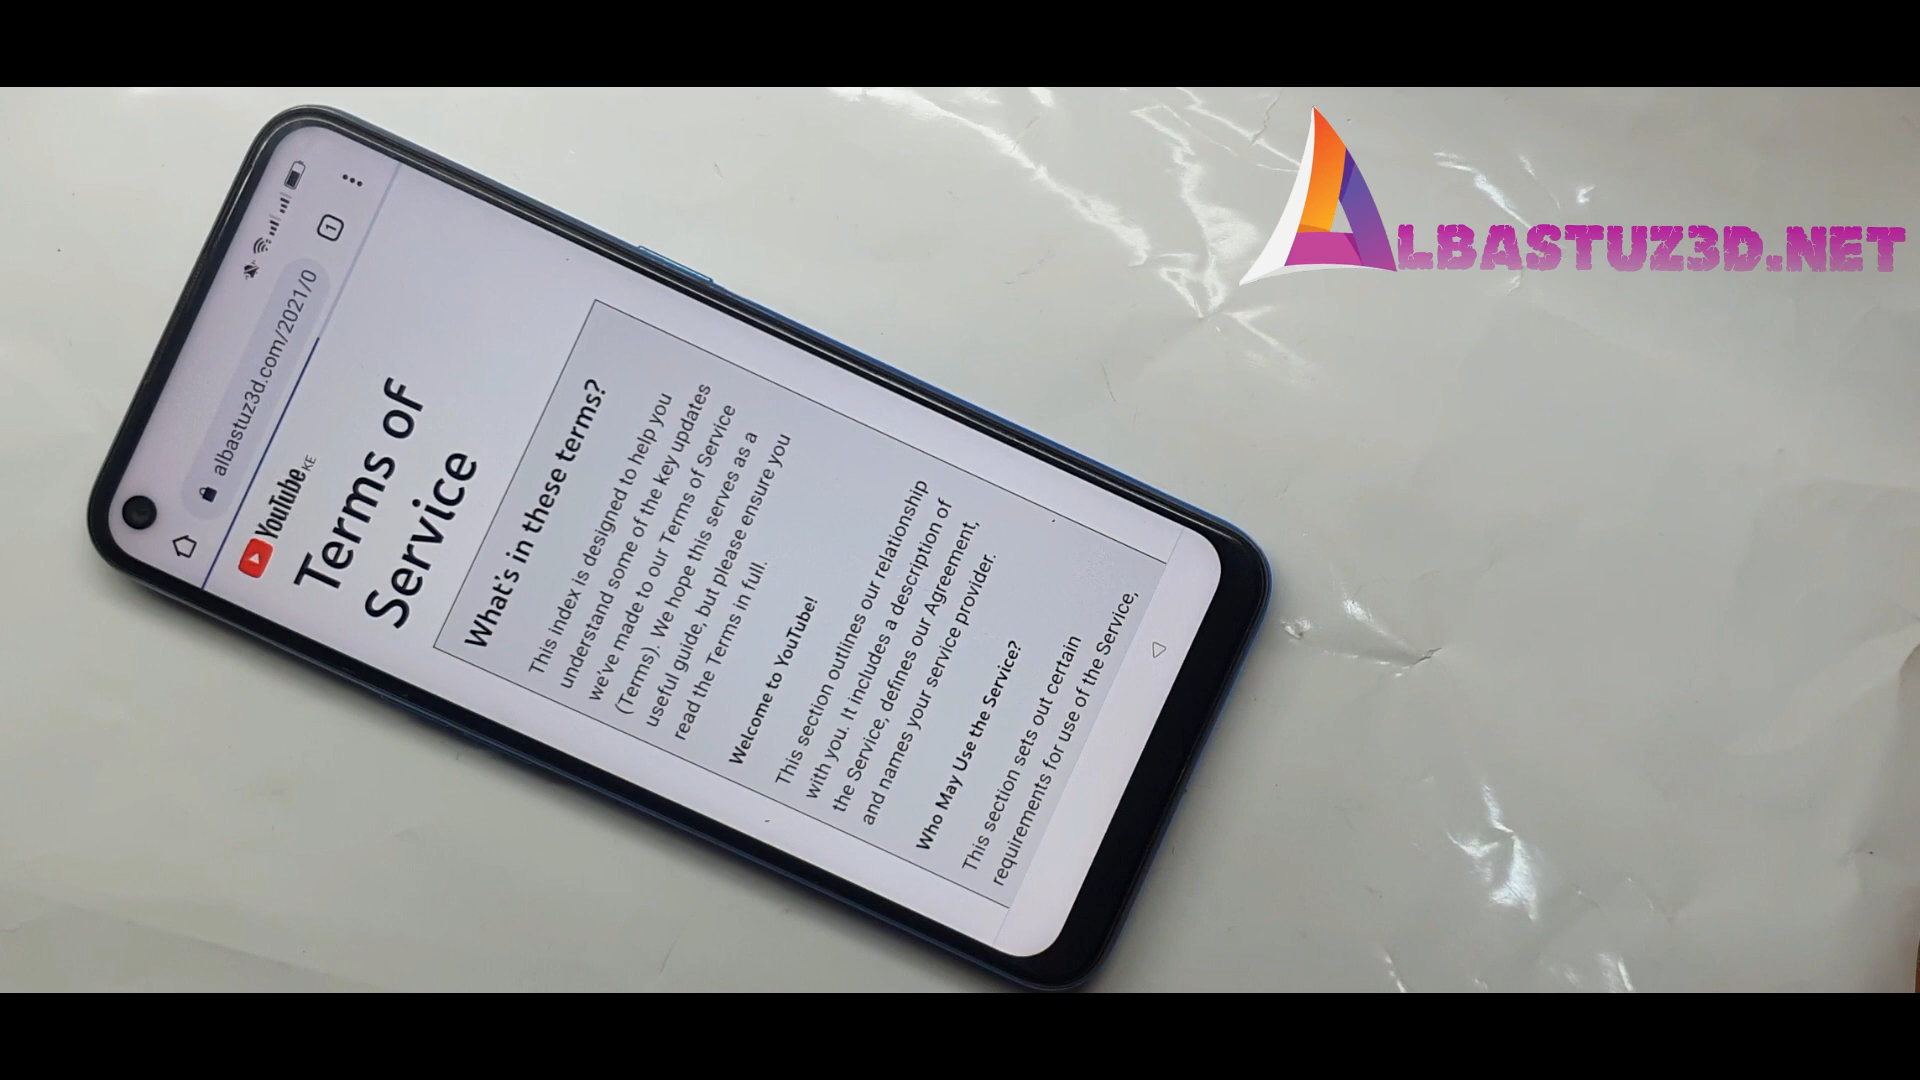 1
albastuz3d.com/2021/0
YouTube KE
Terms of
Service
What's in these terms?
This index is designed to help you
understand some of the key updates
we've made to our Terms of Service
(Terms). We hope this serves as a
useful guide, but please ensure you
read the Terms in full.
Welcome to YouTube!
This section outlines our relationship
with you. It includes a description of
the Service, defines our Agreement,
and names your service provider.
Who May Use the Service?
This section sets out certain
requirements for use of the Service,
ALBASTUZ3D.NET